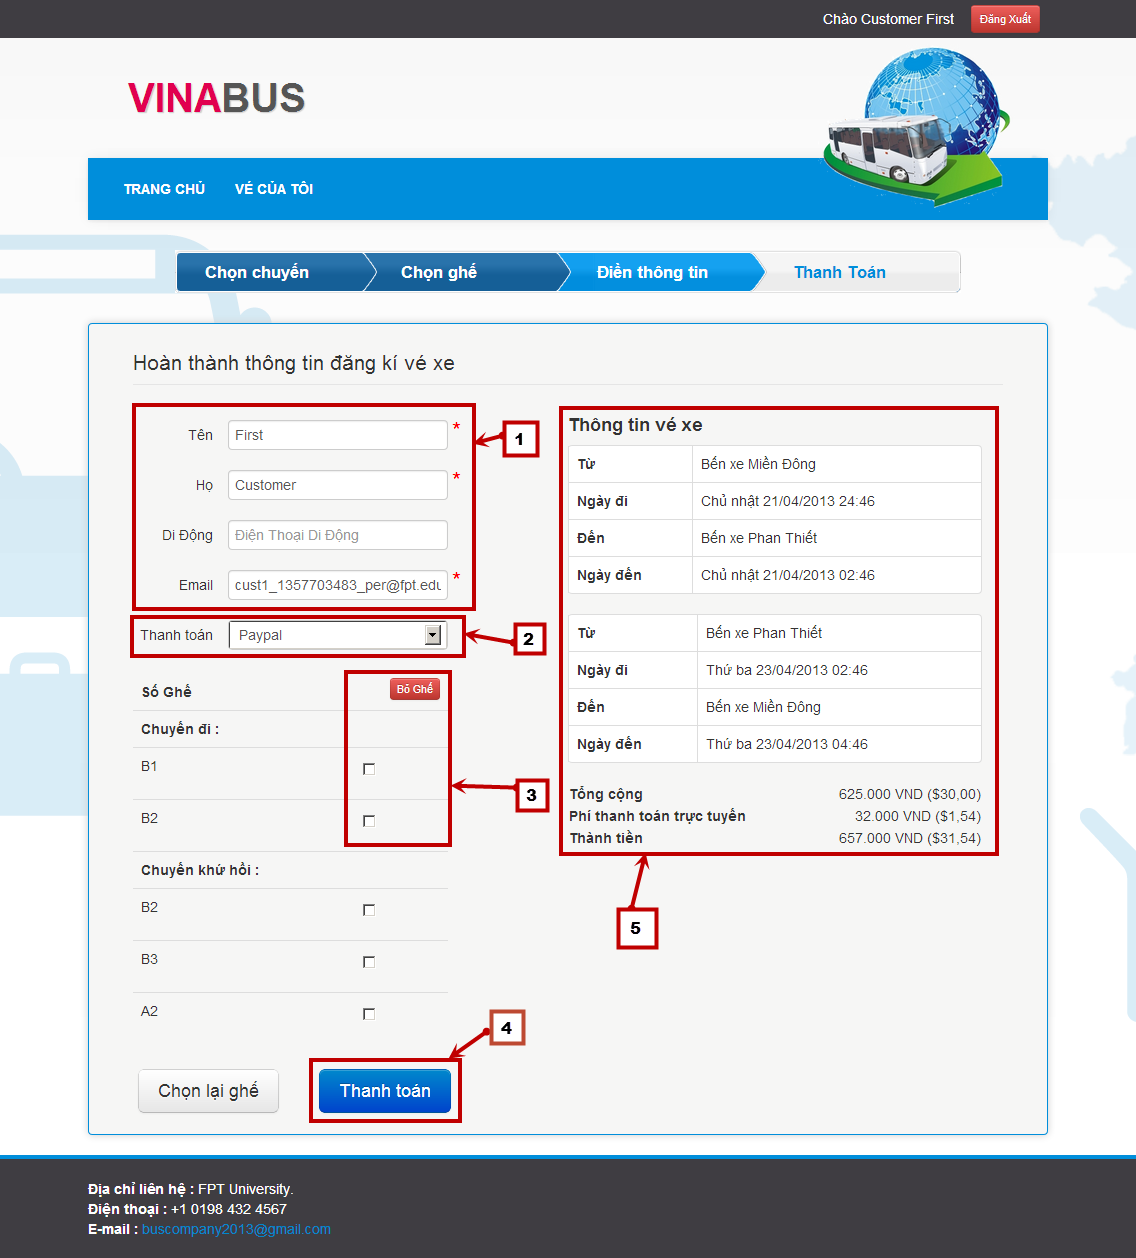 Chào Customer First Đăng Xuất
VINABUS
TRANG CHỦ VÉ CỦA TÔI
Chọn chuyến Chọn ghế Điền thông tin Thanh Toán
Hoàn thành thông tin đăng kí vé xe
Tên First *
Họ Customer *
Di Động Điện Thoại Di Động
Email cust1_1357703483_per@fpt.edu *
1
Thanh toán Paypal
2
Số Ghế Bỏ Ghế
Chuyến đi :
B1
B2
3
Chuyến khứ hồi :
B2
B3
A2
Chọn lại ghế Thanh toán
4
Thông tin vé xe
Từ Bến xe Miền Đông
Ngày đi Chủ nhật 21/04/2013 24:46
Đến Bến xe Phan Thiết
Ngày đến Chủ nhật 21/04/2013 02:46
Từ Bến xe Phan Thiết
Ngày đi Thứ ba 23/04/2013 02:46
Đến Bến xe Miền Đông
Ngày đến Thứ ba 23/04/2013 04:46
Tổng cộng 625.000 VND ($30,00)
Phí thanh toán trực tuyến 32.000 VND ($1,54)
Thành tiền 657.000 VND ($31,54)
5
Địa chỉ liên hệ : FPT University.
Điện thoại : +1 0198 432 4567
E-mail : buscompany2013@gmail.com